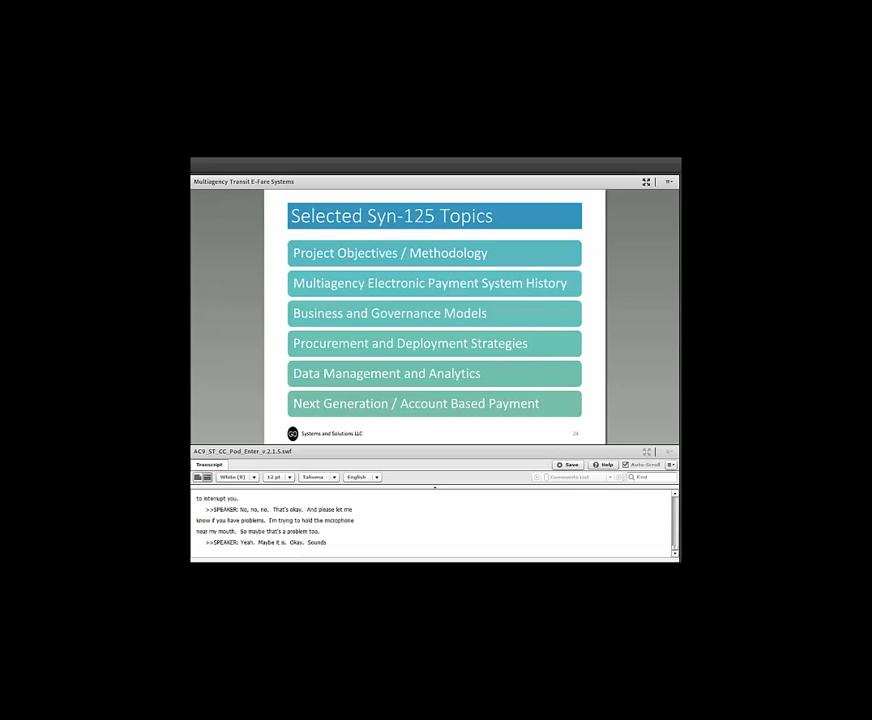 Multiagency Transit E-Fare Systems
Selected Syn-125 Topics
Project Objectives / Methodology
Multiagency Electronic Payment System History
Business and Governance Models
Procurement and Deployment Strategies
Data Management and Analytics
Next Generation / Account Based Payment
GO Systems and Solutions LLC
24
AC9_ST_CC_Pod_Enter_v.2.1.5.swf
Transcript
Save
Help
Auto-Scroll
White (B)
12 pt
Tahoma
English
Comments List
Find
to interrupt you.
>>SPEAKER: No, no, no. That's okay. And please let me
know if you have problems. I'm trying to hold the microphone
near my mouth. So maybe that's a problem too.
>>SPEAKER: Yeah. Maybe it is. Okay. Sounds